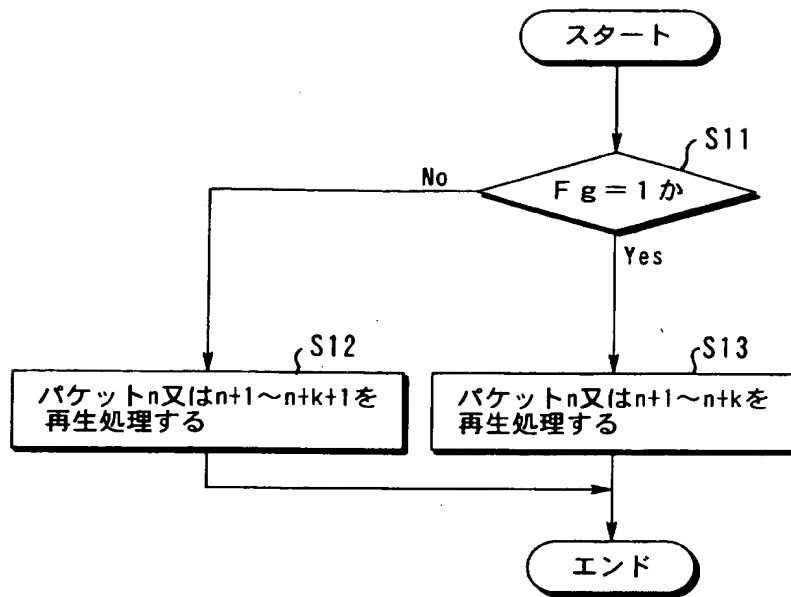 スタート
S11
Fg=1か
No
Yes
S12
パケットn又はn+1～n+k+1を
再生処理する
S13
パケットn又はn+1～n+kを
再生処理する
エンド